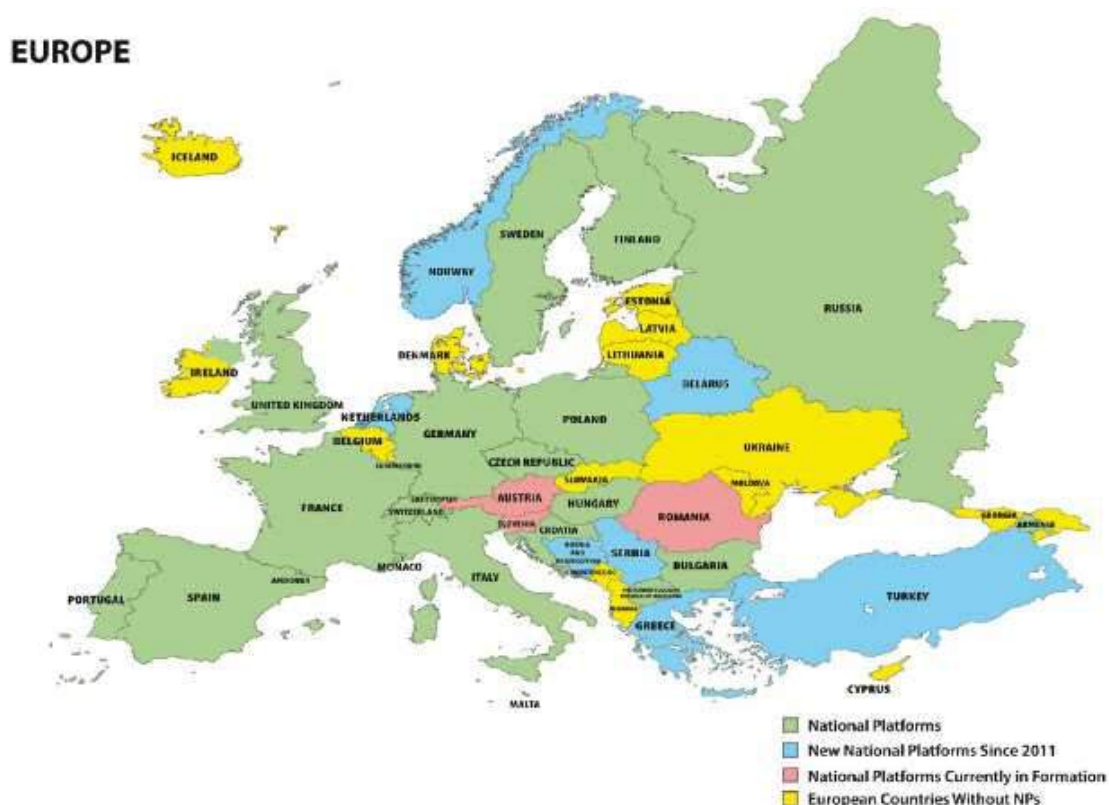 EUROPE
ICELAND
SWEDEN
FINLAND
NORWAY
RUSSIA
ESTONIA
LATVIA
LITHUANIA
DENMARK
IRELAND
BELARUS
UNITED KINGDOM
NETHERLANDS
POLAND
GERMANY
BELGIUM
UKRAINE
CZECH REPUBLIC
SLOVAKIA
MOLDOVA
AUSTRIA
HUNGARY
FRANCE
SWITZERLAND
ROMANIA
SLOVENIA
CROATIA
GEORGIA
ARMENIA
SERBIA
MONACO
BULGARIA
ITALY
ANDORRA
PORTUGAL
SPAIN
TURKEY
GREECE
CYPRUS
MALTA
National Platforms
New National Platforms Since 2011
National Platforms Currently in Formation
European Countries Without NPs